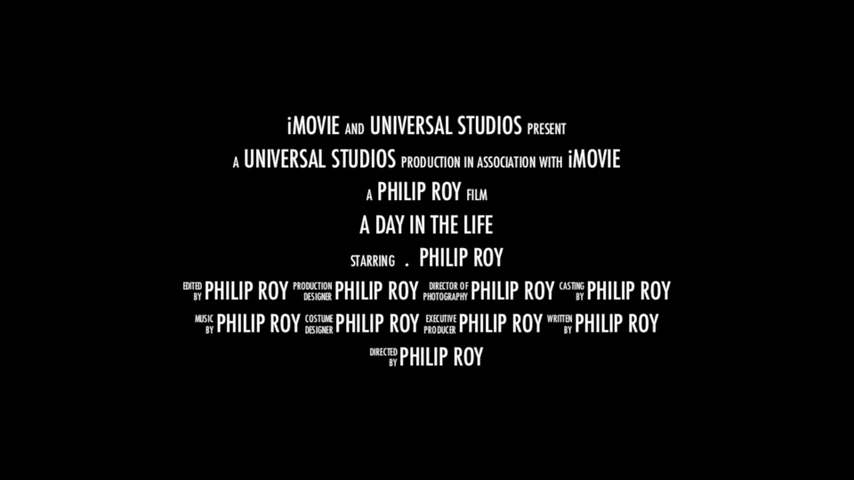 iMOVIE AND UNIVERSAL STUDIOS PRESENT
A UNIVERSAL STUDIOS PRODUCTION IN ASSOCIATION WITH iMOVIE
A PHILIP ROY FILM
A DAY IN THE LIFE
STARRING . PHILIP ROY
EDITED BY PHILIP ROY PRODUCTION DESIGNER PHILIP ROY DIRECTOR OF PHOTOGRAPHY PHILIP ROY CASTING BY PHILIP ROY
MUSIC BY PHILIP ROY COSTUME DESIGNER PHILIP ROY EXECUTIVE PRODUCER PHILIP ROY WRITTEN BY PHILIP ROY
DIRECTED BY PHILIP ROY